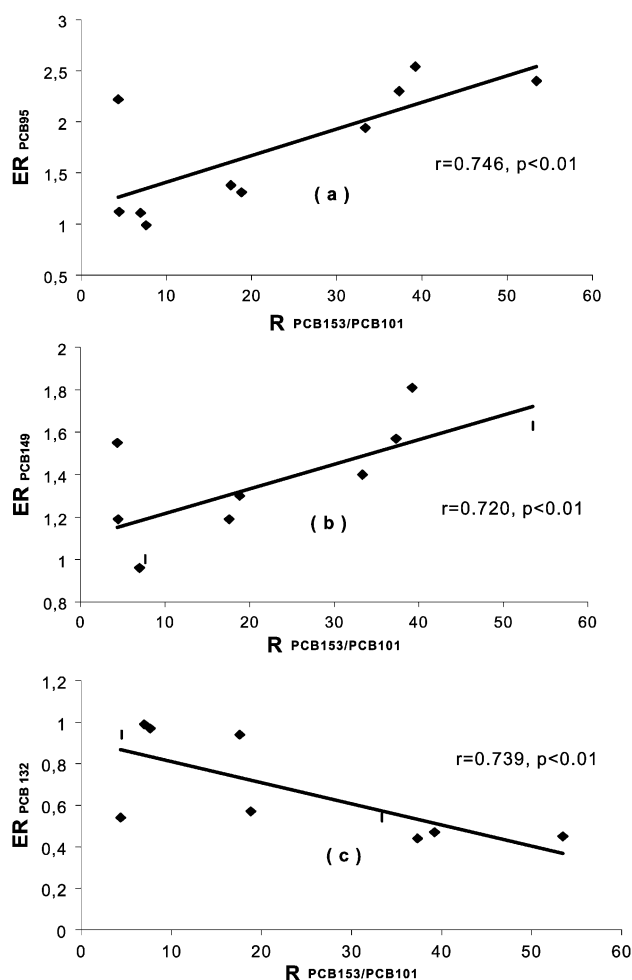 3
2,5
2
1,5
1
0,5
ER PCB95
r=0.746, p<0.01
( a )
0 10 20 30 40 50 60
R PCB153/PCB101
2
1,8
1,6
1,4
1,2
1
0,8
ER PCB149
r=0.720, p<0.01
( b )
0 10 20 30 40 50 60
R PCB153/PCB101
1,2
1
0,8
0,6
0,4
0,2
0
ER PCB 132
r=0.739, p<0.01
( c )
0 10 20 30 40 50 60
R PCB153/PCB101